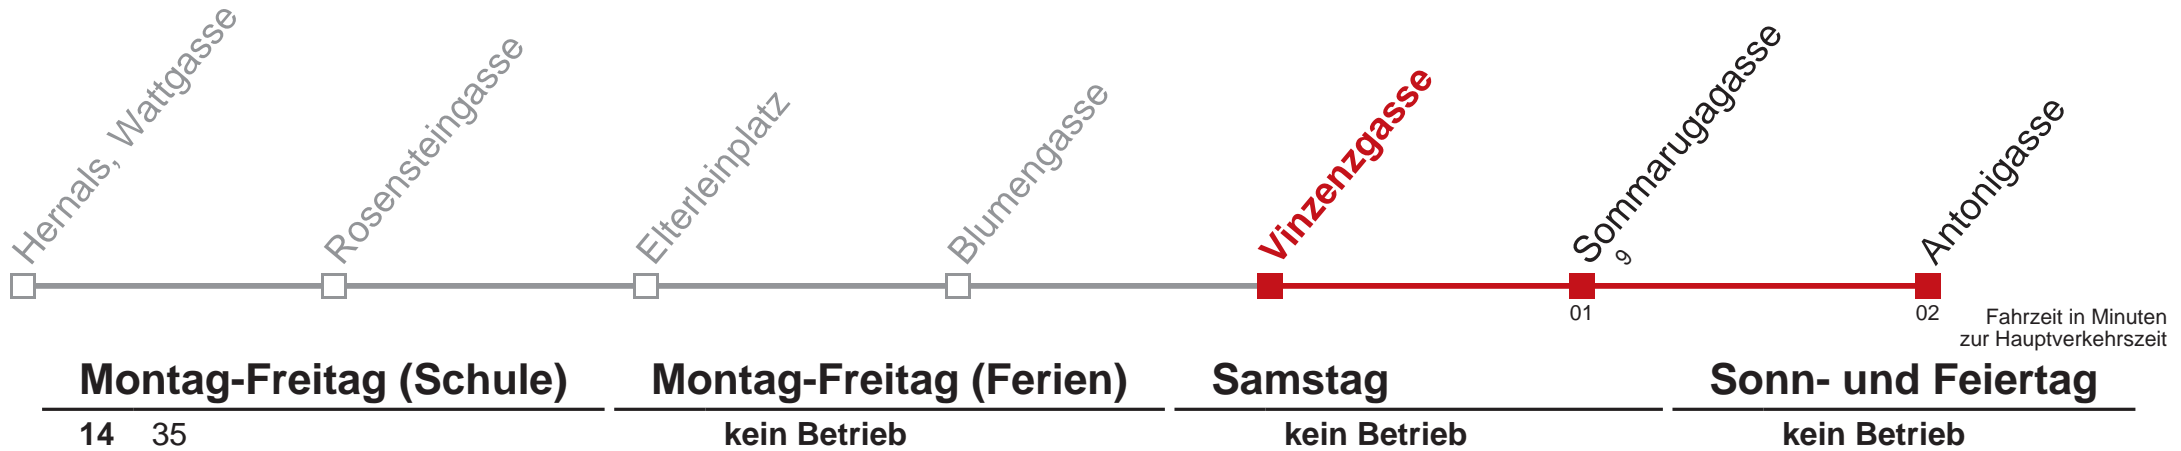 Hernals, Wattgasse
Rosensteingasse
Elterleinplatz
Blumengasse
Vinzenzgasse
Sommarugagasse
9
Antonigasse
01
02
Fahrzeit in Minuten
zur Hauptverkehrszeit
Montag-Freitag (Schule)
Montag-Freitag (Ferien)
Samstag
Sonn- und Feiertag
14 35
kein Betrieb
kein Betrieb
kein Betrieb